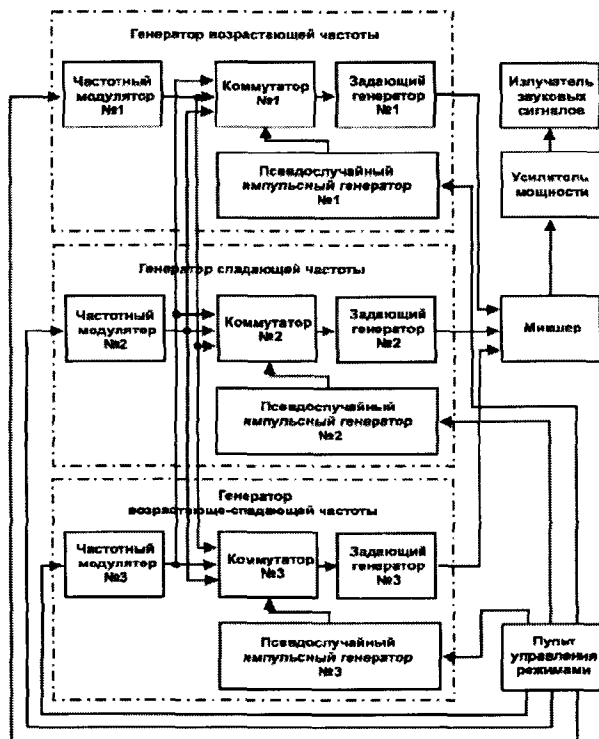 Генератор возрастающей частоты
Частотный
модулятор
№1
Коммутатор
№1
Задающий
генератор
№1
Псевдослучайный
импульсный генератор
№1
Излучатель
звуковых
сигналов
Усилитель
мощности
Генератор спадающей частоты
Частотный
модулятор
№2
Коммутатор
№2
Задающий
генератор
№2
Микшер
Псевдослучайный
импульсный генератор
№2
Генератор
возрастающе-спадающей частоты
Частотный
модулятор
№3
Коммутатор
№3
Задающий
генератор
№3
Псевдослучайный
импульсный генератор
№3
Пульт
управления
режимами